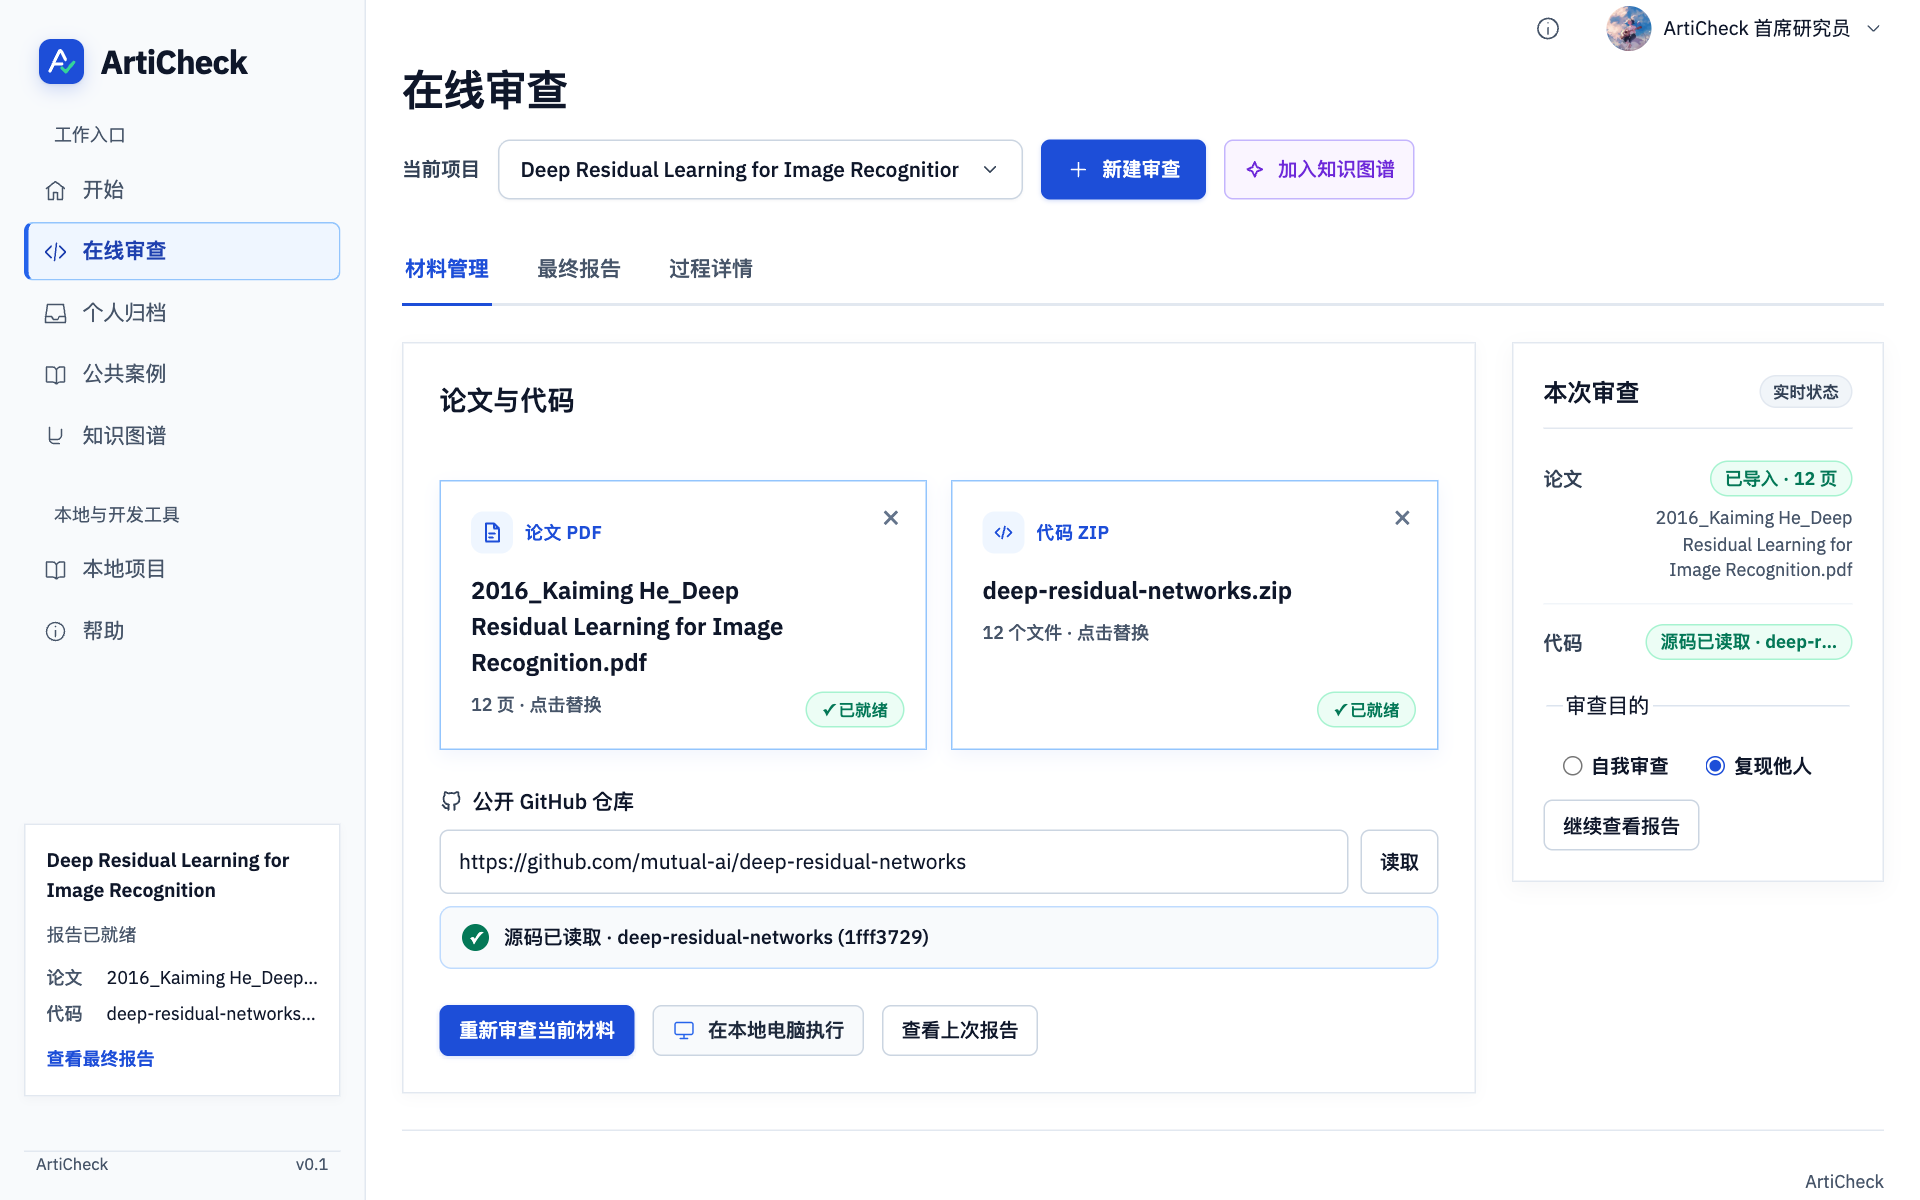 ArtiCheck
工作入口
开始
在线审查
个人归档
公共案例
知识图谱
本地与开发工具
本地项目
帮助
Deep Residual Learning for
Image Recognition
报告已就绪
论文 2016_Kaiming He_Deep...
代码 deep-residual-networks...
查看最终报告
ArtiCheck v0.1
ArtiCheck 首席研究员
在线审查
当前项目 Deep Residual Learning for Image Recognition 新建审查 加入知识图谱
材料管理 最终报告 过程详情
论文与代码
论文 PDF
2016_Kaiming He_Deep
Residual Learning for Image
Recognition.pdf
12 页 · 点击替换
✓已就绪
代码 ZIP
deep-residual-networks.zip
12 个文件 · 点击替换
✓已就绪
公开 GitHub 仓库
https://github.com/mutual-ai/deep-residual-networks 读取
源码已读取 · deep-residual-networks (1fff3729)
重新审查当前材料 在本地电脑执行 查看上次报告
本次审查 实时状态
论文 已导入 · 12 页
2016_Kaiming He_Deep
Residual Learning for
Image Recognition.pdf
代码 源码已读取 · deep-r...
审查目的
自我审查 复现他人
继续查看报告
ArtiCheck